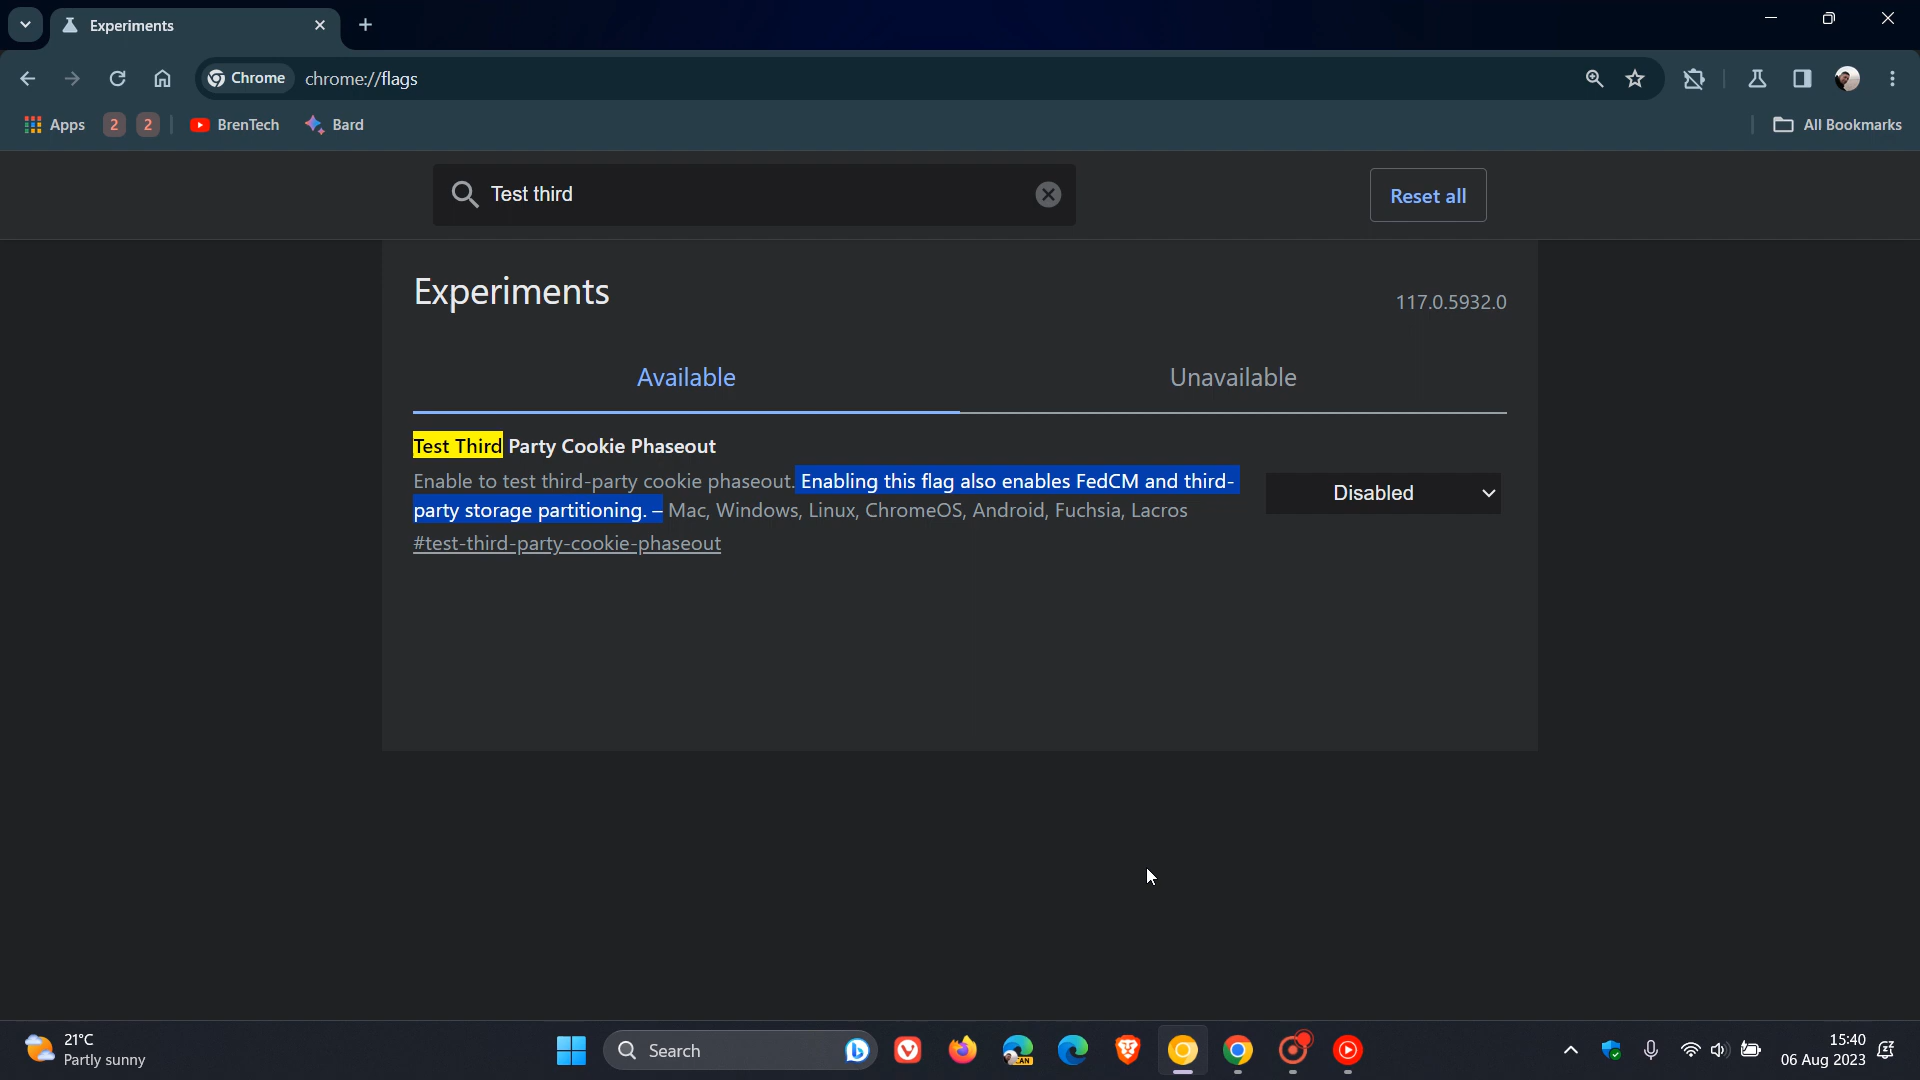 Experiments
Chrome chrome://flags
Apps 2 2 BrenTech Bard All Bookmarks
Test third
Reset all
Experiments
117.0.5932.0
Available Unavailable
Test Third Party Cookie Phaseout
Enable to test third-party cookie phaseout. Enabling this flag also enables FedCM and third-
party storage partitioning. – Mac, Windows, Linux, ChromeOS, Android, Fuchsia, Lacros
Disabled
#test-third-party-cookie-phaseout
21°C
Partly sunny
Search
CAN
15:40
06 Aug 2023